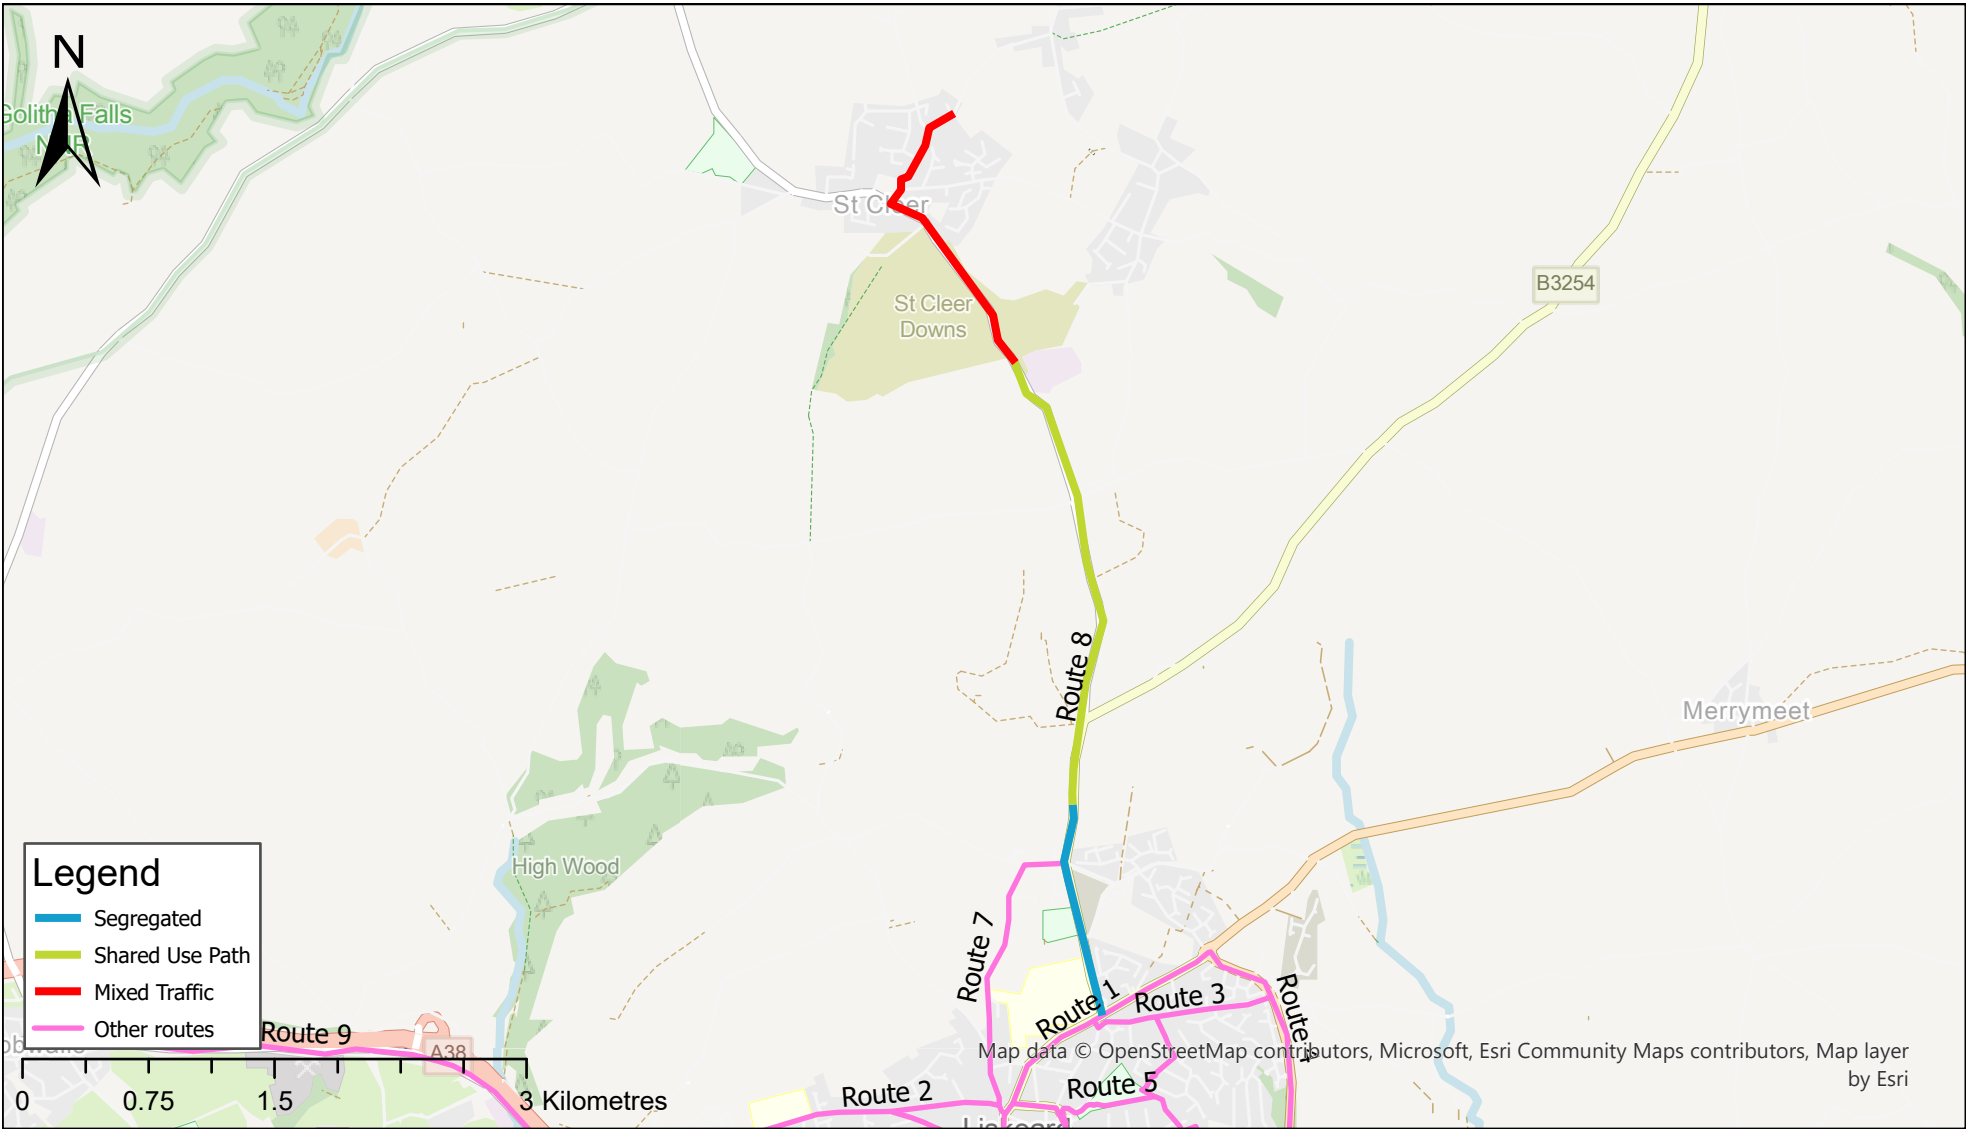 N
Golitha Falls
NNR
St Cleer
St Cleer
Downs
B3254
Route 8
Merrymeet
High Wood
Legend
Segregated
Shared Use Path
Mixed Traffic
Other routes
Route 7
Route 1
Route 3
Route 4
Route 9
A38
Map data © OpenStreetMap contributors, Microsoft, Esri Community Maps contributors, Map layer
by Esri
0 0.75 1.5 3 Kilometres
Route 2
Route 5
Liskeard